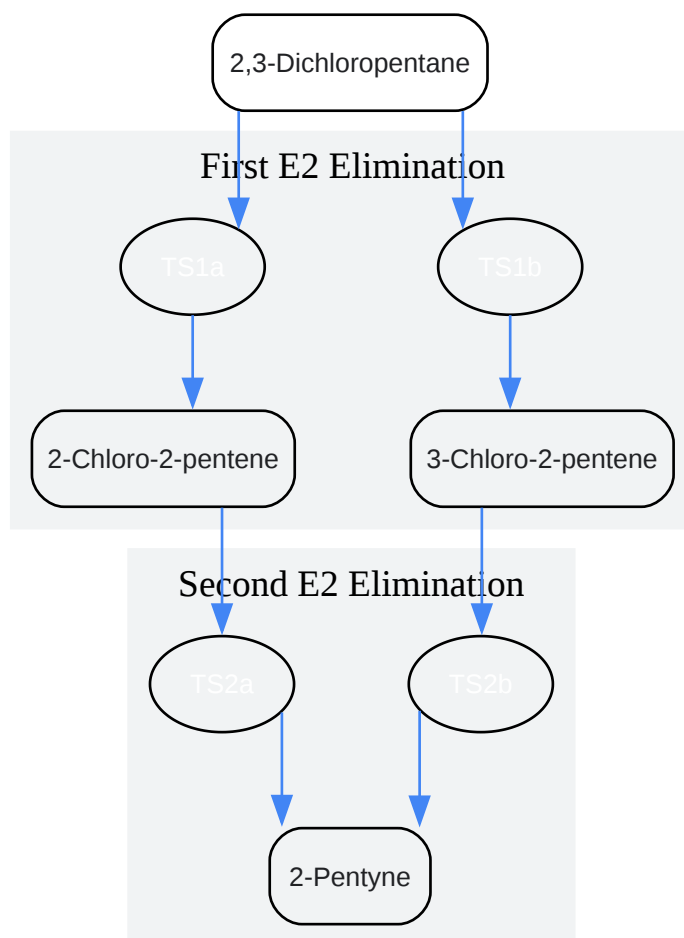 2,3-Dichloropentane
First E2 Elimination
TS1a
TS1b
2-Chloro-2-pentene
3-Chloro-2-pentene
Second E2 Elimination
TS2a
TS2b
2-Pentyne